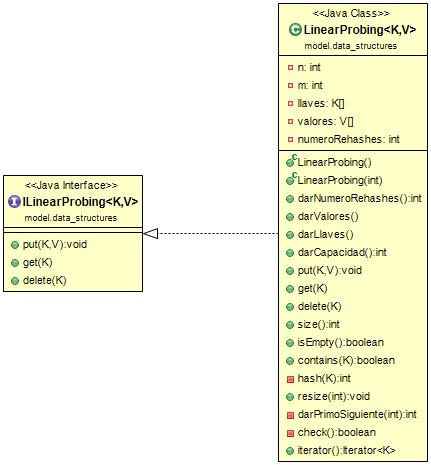 <<Java Interface>>
ILinearProbing<K,V>
model.data_structures
put(K,V):void
get(K)
delete(K)
<<Java Class>>
LinearProbing<K,V>
model.data_structures
n: int
m: int
llaves: K[]
valores: V[]
numeroRehashes: int
LinearProbing()
LinearProbing(int)
darNumeroRehashes():int
darValores()
darLlaves()
darCapacidad():int
put(K,V):void
get(K)
delete(K)
size():int
isEmpty():boolean
contains(K):boolean
hash(K):int
resize(int):void
darPrimoSiguiente(int):int
check():boolean
iterator():Iterator<K>